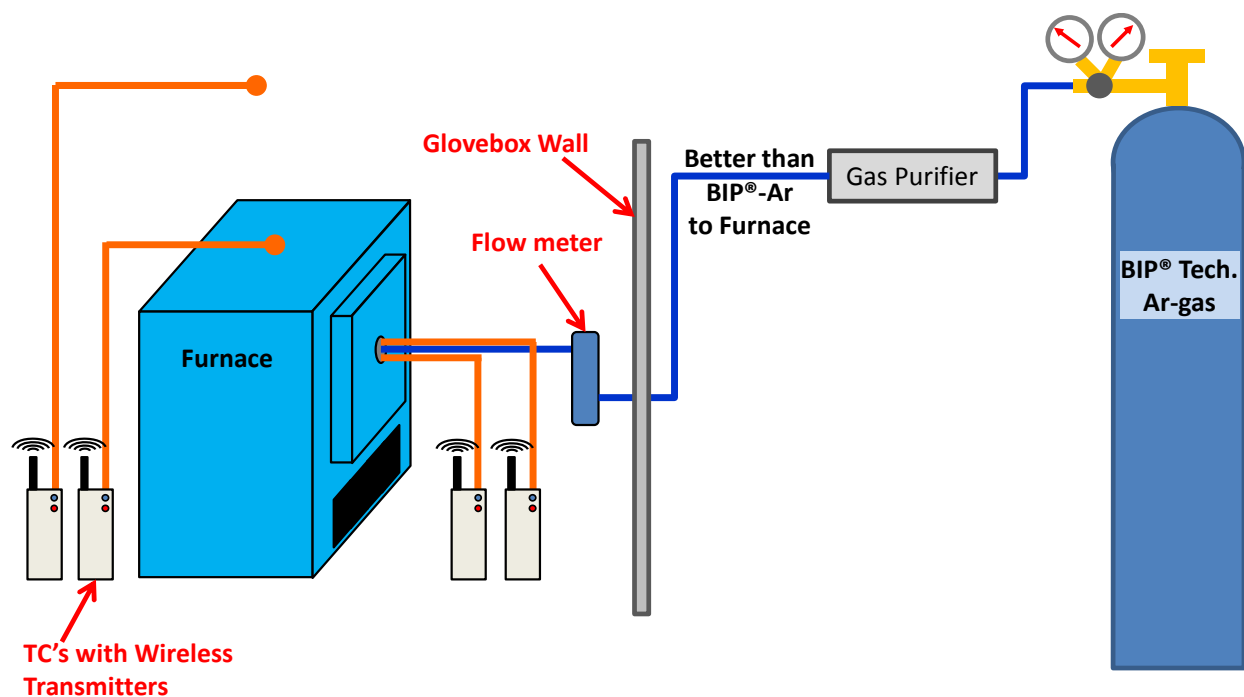 Glovebox Wall
Better than
BIP®-Ar
to Furnace
Gas Purifier
Flow meter
BIP® Tech.
Ar-gas
Furnace
TC's with Wireless
Transmitters